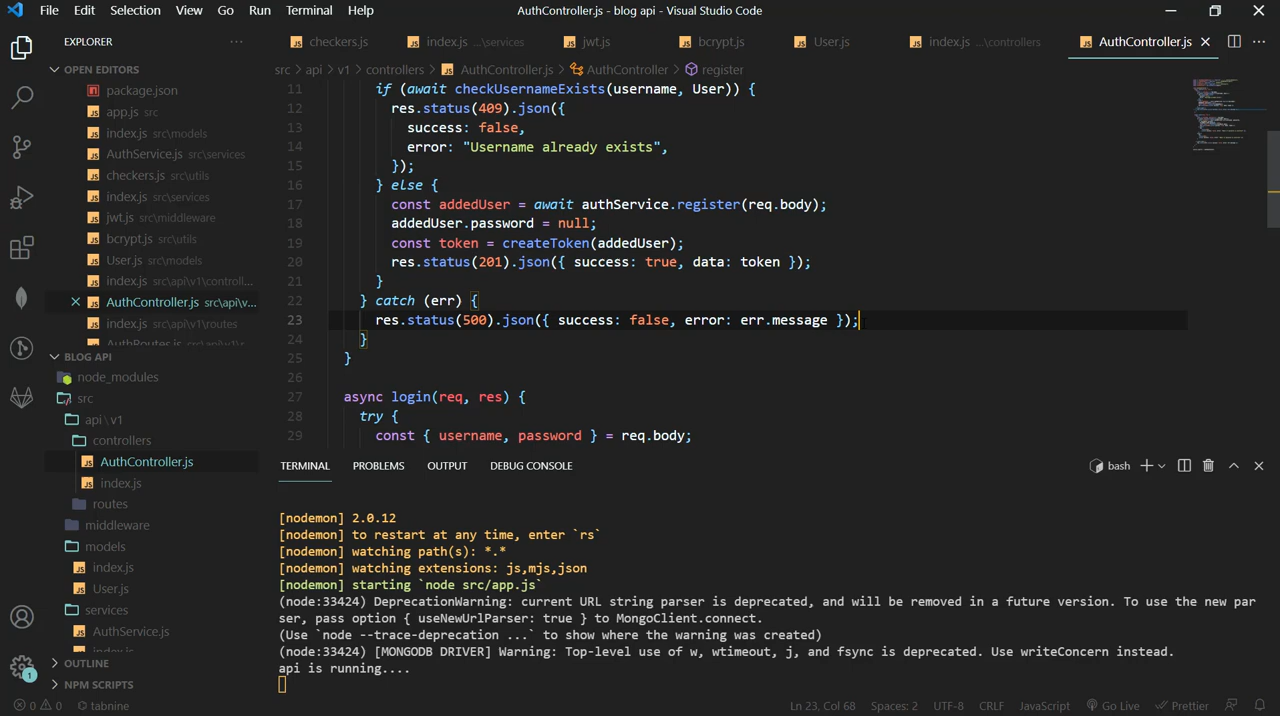 File Edit Selection View Go Run Terminal Help AuthController.js - blog api - Visual Studio Code
EXPLORER ...
checkers.js index.js ...\services jwt.js bcrypt.js User.js index.js ...\controllers AuthController.js
OPEN EDITORS
package.json
app.js src
index.js src\models
AuthService.js src\services
checkers.js src\utils
index.js src\services
jwt.js src\middleware
bcrypt.js src\utils
User.js src\models
index.js src\api\v1\controll...
AuthController.js src\api\v...
index.js src\api\v1\routes
AuthRoutes.js src\api\v1\r...
BLOG API
node_modules
src
api \ v1
controllers
AuthController.js
index.js
routes
middleware
models
index.js
User.js
services
AuthService.js
index.js
OUTLINE
NPM SCRIPTS
src > api > v1 > controllers > AuthController.js > AuthController > register
11 if (await checkUsernameExists(username, User)) {
12 res.status(409).json({
13 success: false,
14 error: "Username already exists",
15 });
16 } else {
17 const addedUser = await authService.register(req.body);
18 addedUser.password = null;
19 const token = createToken(addedUser);
20 res.status(201).json({ success: true, data: token });
21 }
22 } catch (err) {
23 res.status(500).json({ success: false, error: err.message });
24 }
25 }
26
27 async login(req, res) {
28 try {
29 const { username, password } = req.body;
TERMINAL PROBLEMS OUTPUT DEBUG CONSOLE bash
[nodemon] 2.0.12
[nodemon] to restart at any time, enter `rs`
[nodemon] watching path(s): *.*
[nodemon] watching extensions: js,mjs,json
[nodemon] starting `node src/app.js`
(node:33424) DeprecationWarning: current URL string parser is deprecated, and will be removed in a future version. To use the new par
ser, pass option { useNewUrlParser: true } to MongoClient.connect.
(Use `node --trace-deprecation ...` to show where the warning was created)
(node:33424) [MONGODB DRIVER] Warning: Top-level use of w, wtimeout, j, and fsync is deprecated. Use writeConcern instead.
api is running....
1
0 0 tabnine Ln 23, Col 68 Spaces: 2 UTF-8 CRLF JavaScript Go Live Prettier